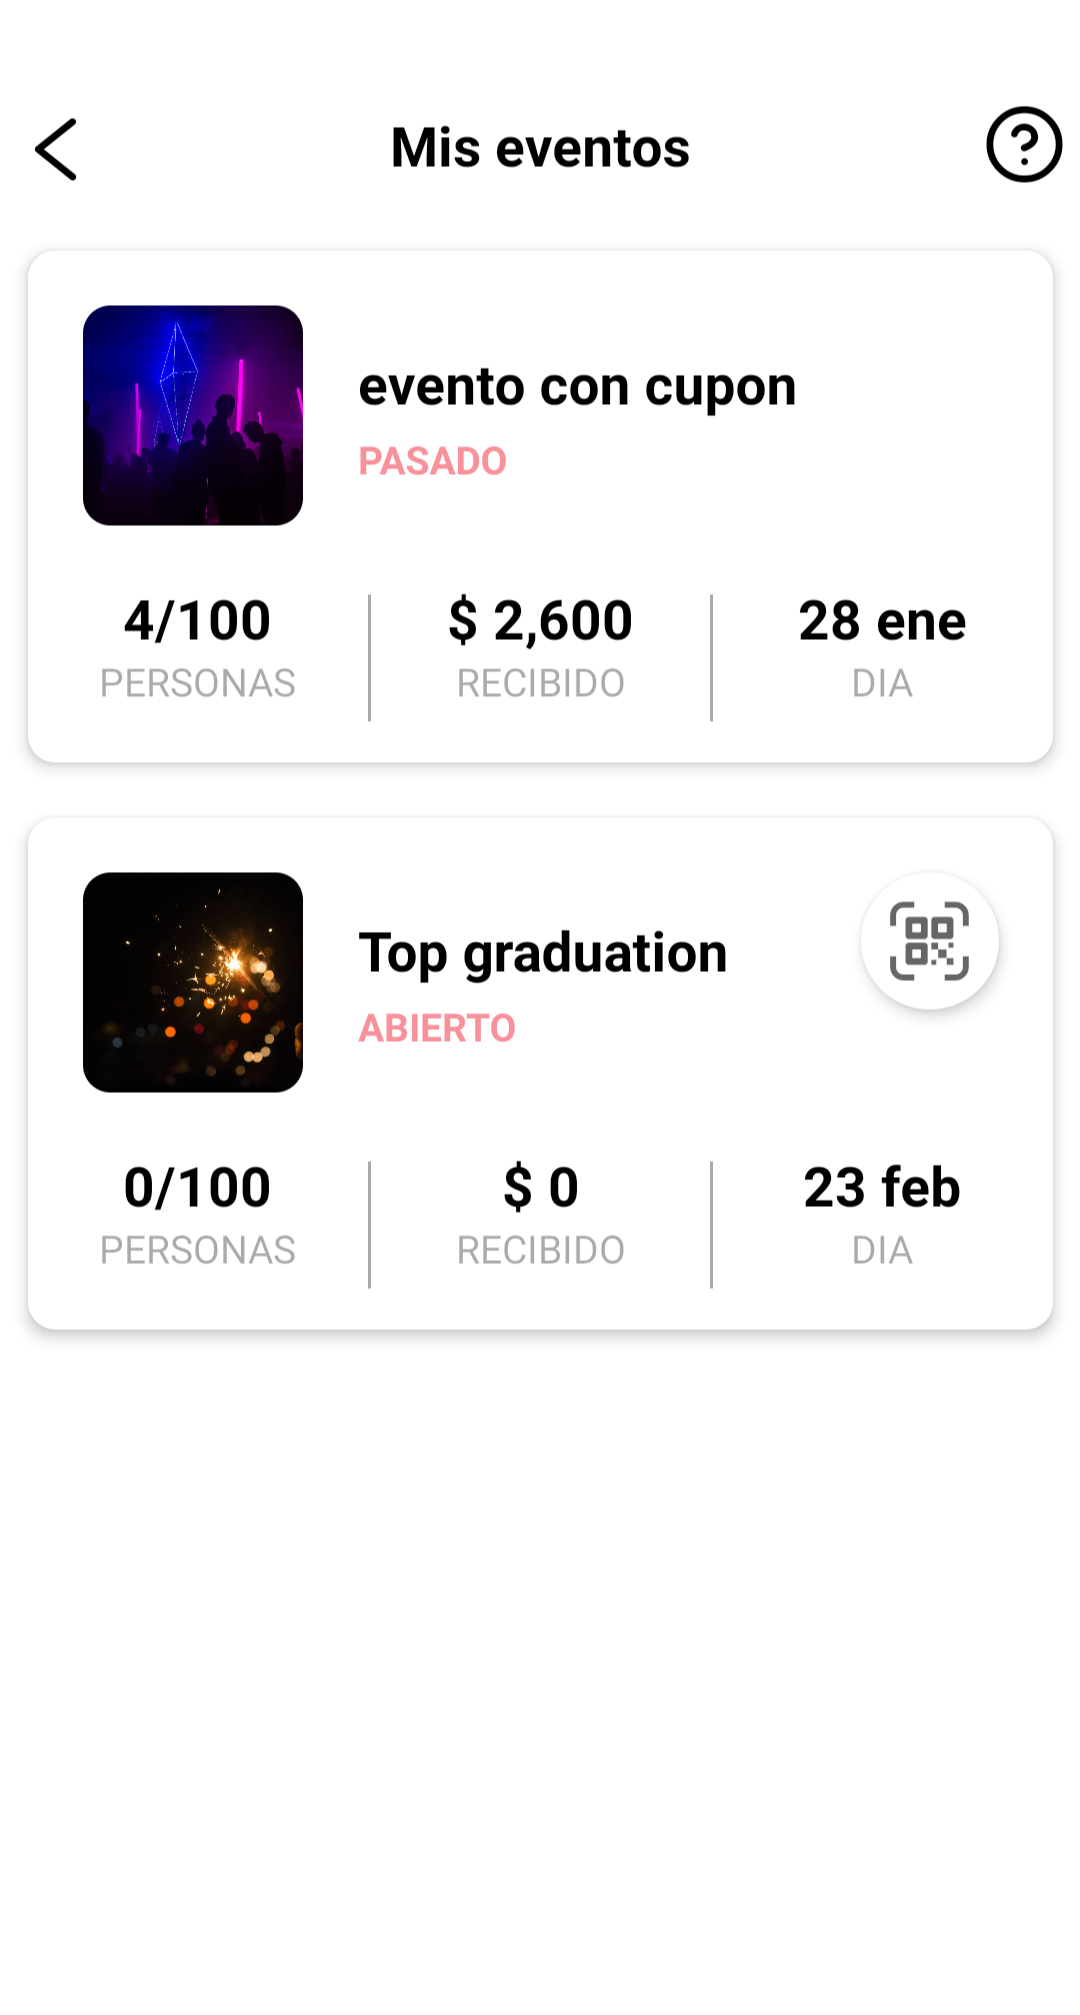 Mis eventos
evento con cupon
PASADO
4/100 $ 2,600 28 ene
PERSONAS RECIBIDO DIA
Top graduation
ABIERTO
0/100 $ 0 23 feb
PERSONAS RECIBIDO DIA